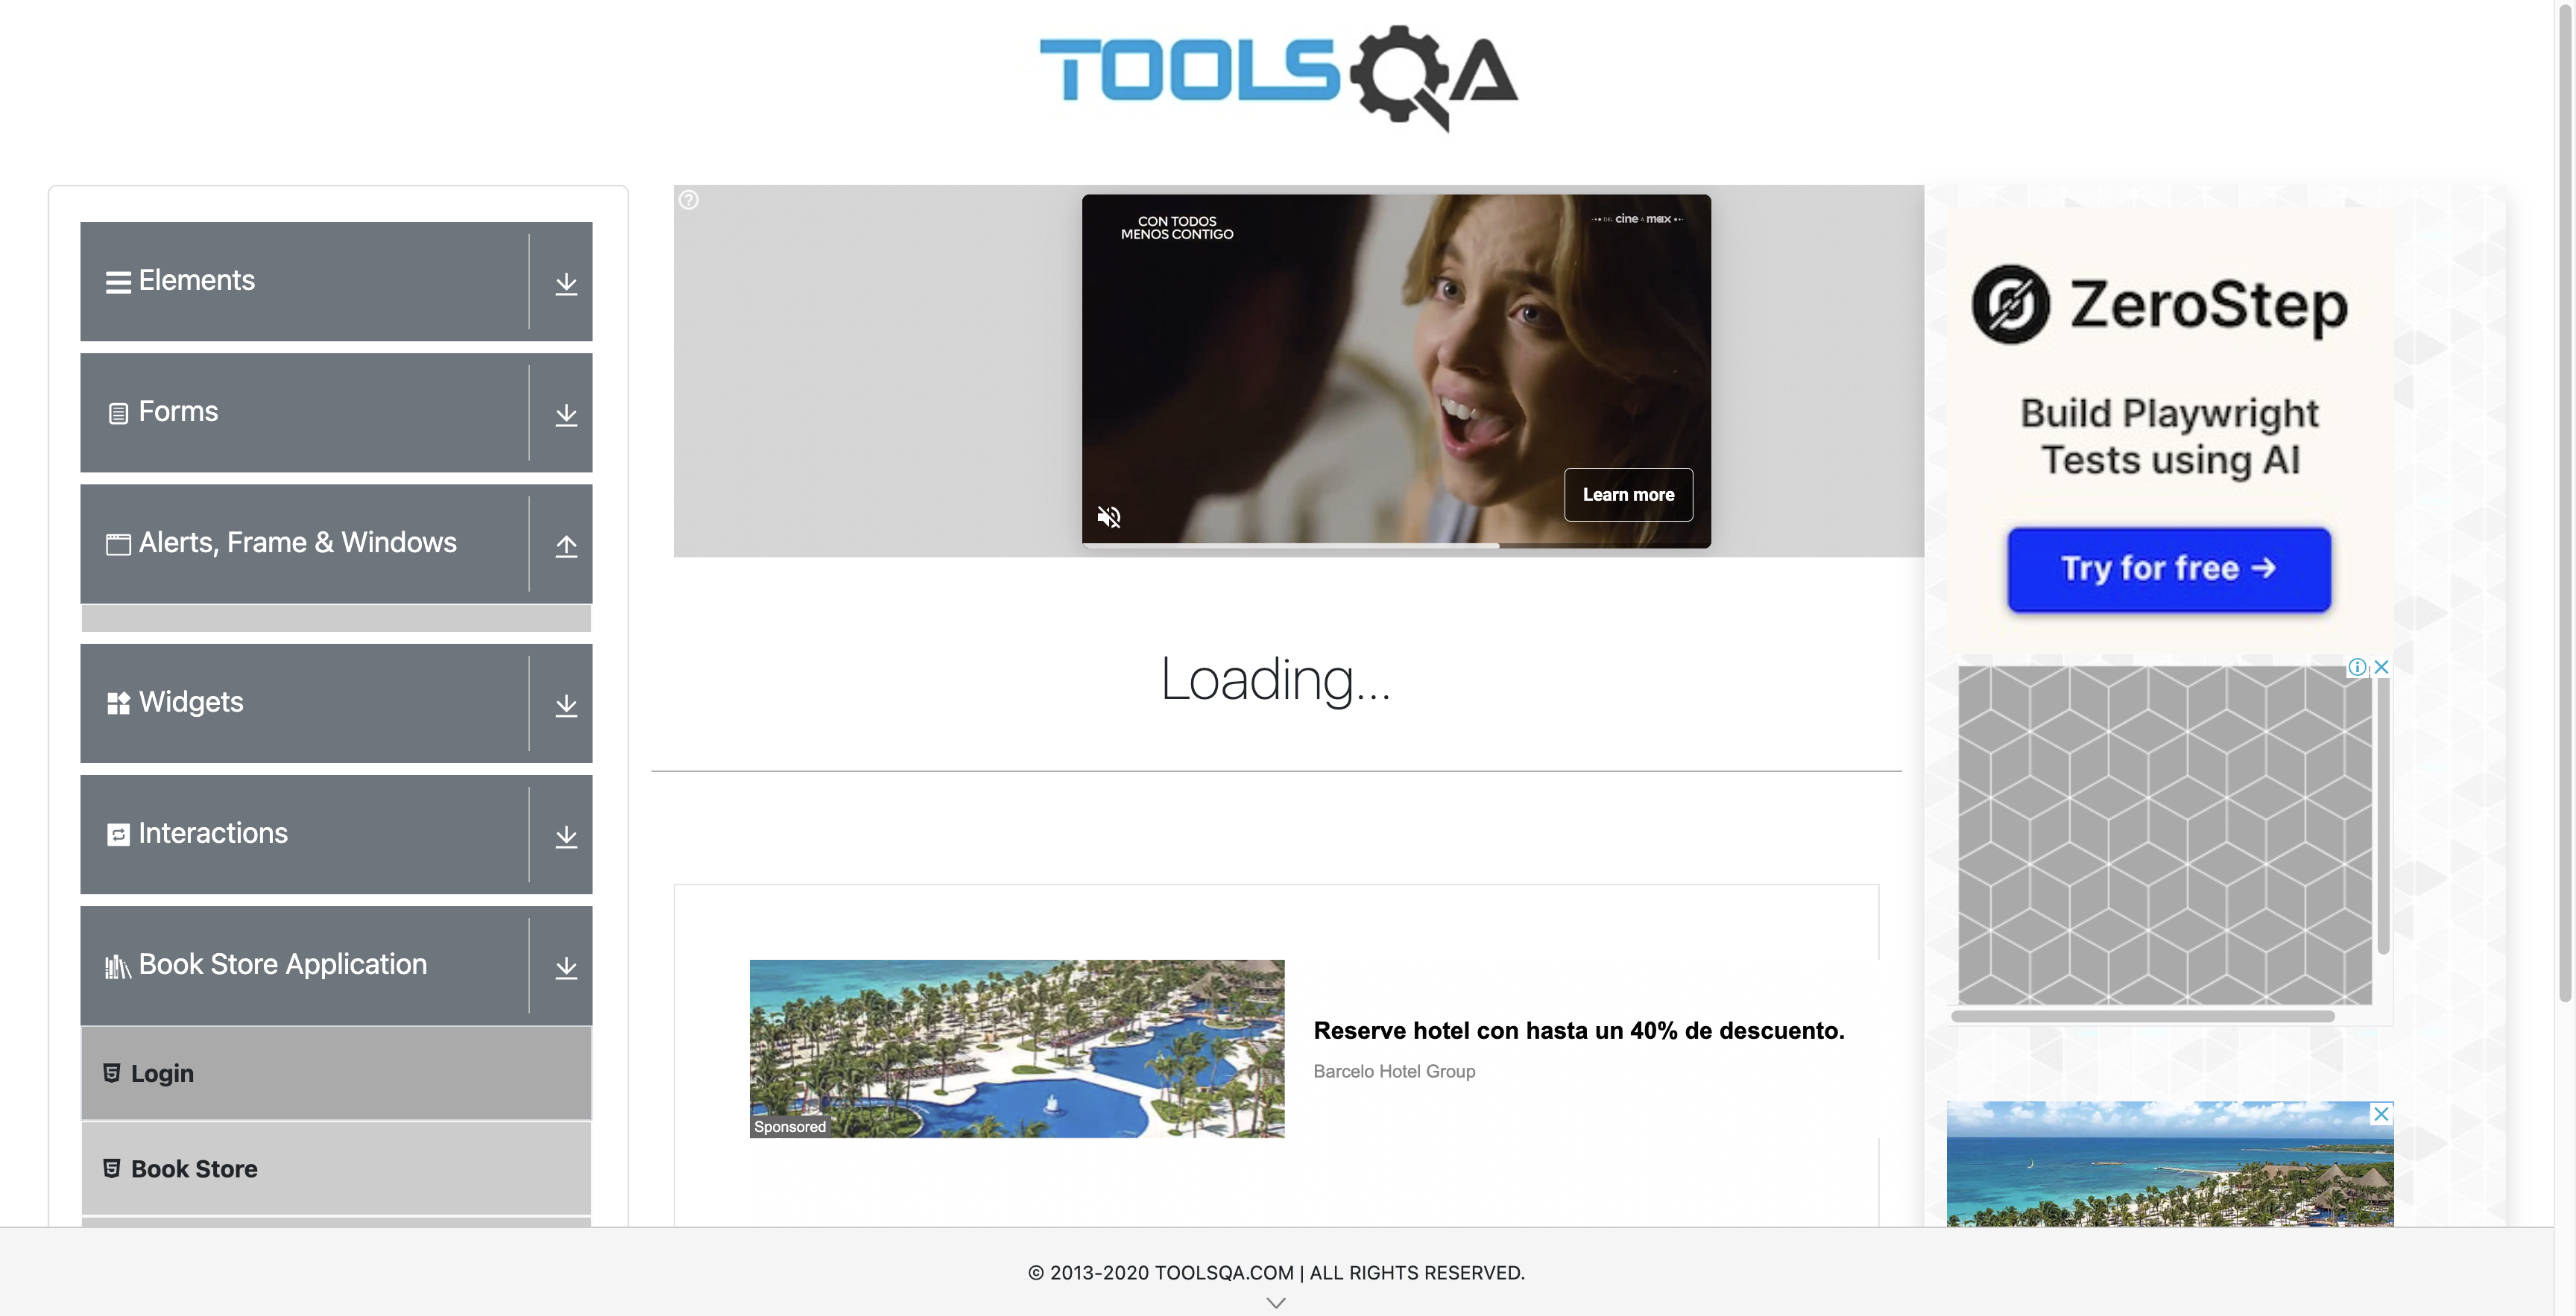 TOOLSQA
Elements
Forms
Alerts, Frame & Windows
Widgets
Interactions
Book Store Application
Login
Book Store
CON TODOS
MENOS CONTIGO
DEL cine A max
Learn more
Loading...
Sponsored
Reserve hotel con hasta un 40% de descuento.
Barcelo Hotel Group
ZeroStep
Build Playwright
Tests using AI
Try for free →
© 2013-2020 TOOLSQA.COM | ALL RIGHTS RESERVED.